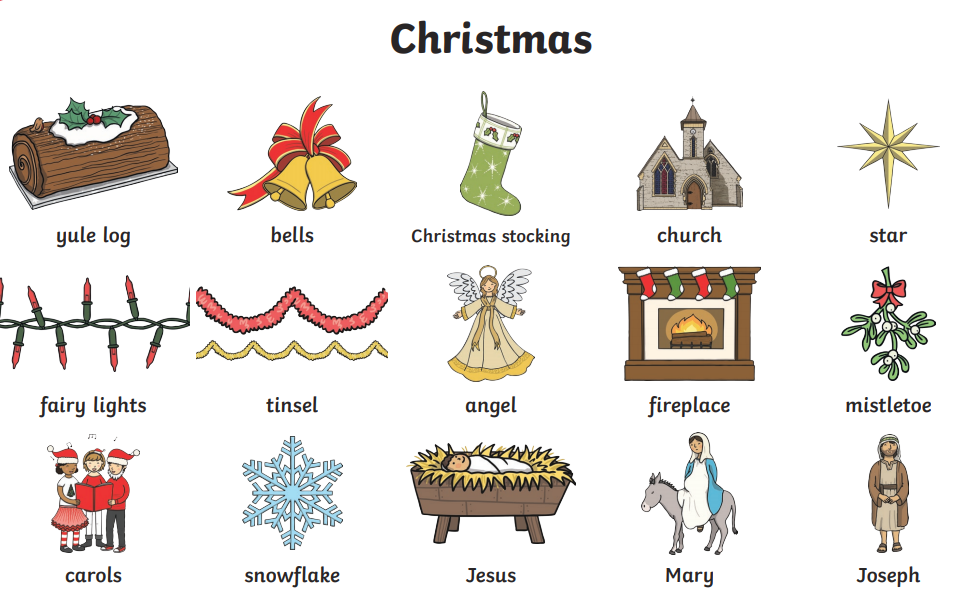 Christmas
yule log
bells
Christmas stocking
church
star
fairy lights
tinsel
angel
fireplace
mistletoe
carols
snowflake
Jesus
Mary
Joseph